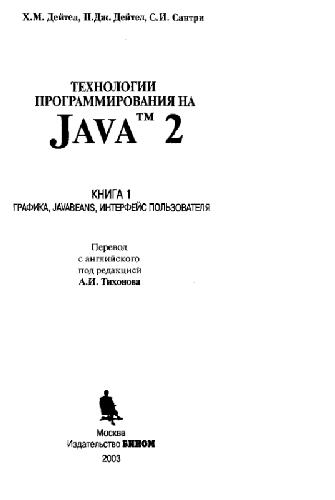 Х.М. Дейтел, П.Дж. Дейтел, С.И. Сантри
ТЕХНОЛОГИИ
ПРОГРАММИРОВАНИЯ НА
JAVA™ 2
КНИГА 1
ГРАФИКА, JAVABEANS, ИНТЕРФЕЙС ПОЛЬЗОВАТЕЛЯ
Перевод
с английского
под редакцией
А.И. Тихонова
Москва
Издательство БИНОМ
2003